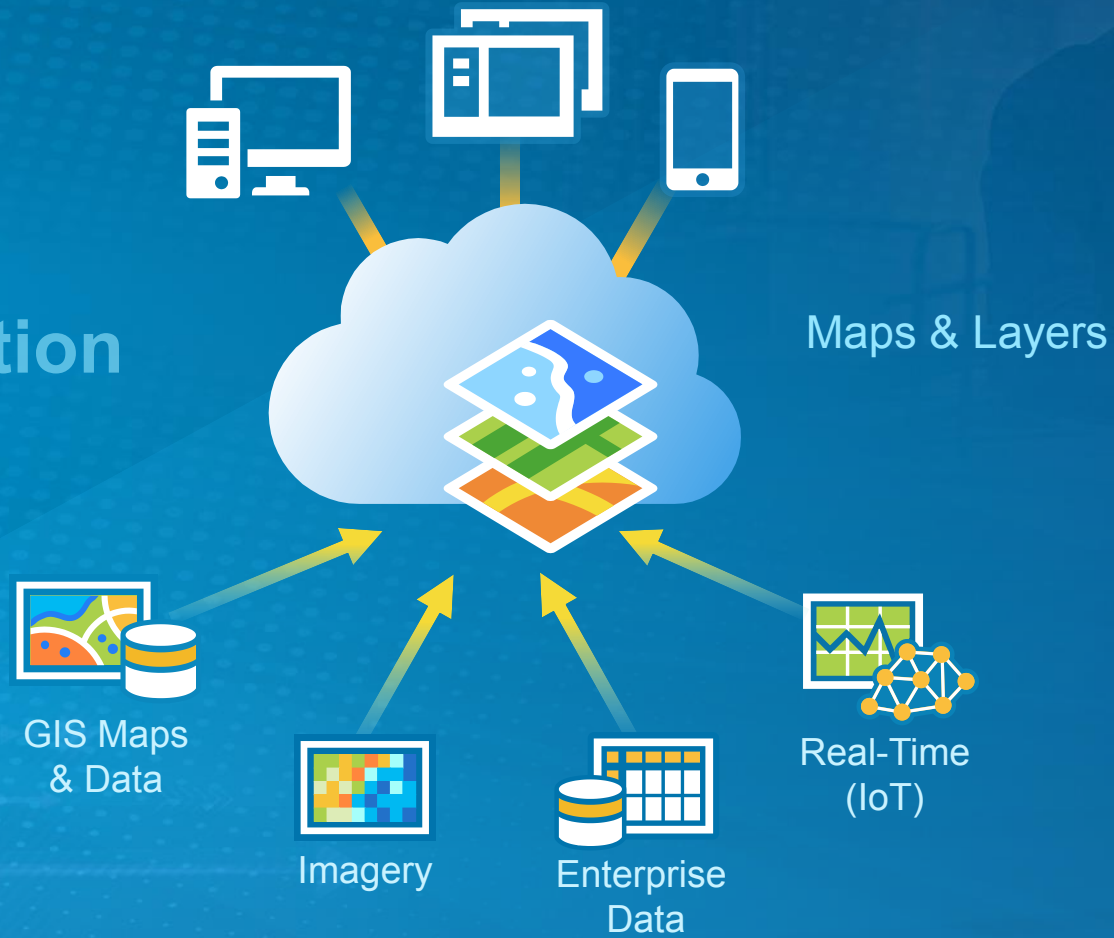 tion
Maps & Layers
GIS Maps
& Data
Imagery
Enterprise
Data
Real-Time
(IoT)